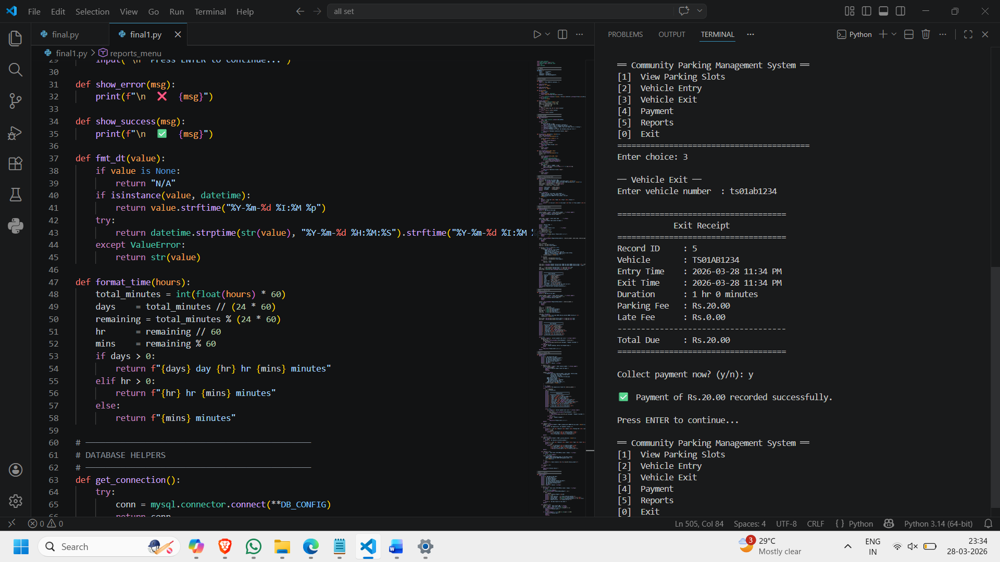 File Edit Selection View Go Run Terminal Help
all set
final.py
final1.py
final1.py > reports_menu
29 input("\n Press ENTER to continue...")
30
31 def show_error(msg):
32 print(f"\n ❌ {msg}")
33
34 def show_success(msg):
35 print(f"\n ✅ {msg}")
36
37 def fmt_dt(value):
38 if value is None:
39 return "N/A"
40 if isinstance(value, datetime):
41 return value.strftime("%Y-%m-%d %I:%M %p")
42 try:
43 return datetime.strptime(str(value), "%Y-%m-%d %H:%M:%S").strftime("%Y-%m-%d %I:%M %
44 except ValueError:
45 return str(value)
46
47 def format_time(hours):
48 total_minutes = int(float(hours) * 60)
49 days = total_minutes // (24 * 60)
50 remaining = total_minutes % (24 * 60)
51 hr = remaining // 60
52 mins = remaining % 60
53 if days > 0:
54 return f"{days} day {hr} hr {mins} minutes"
55 elif hr > 0:
56 return f"{hr} hr {mins} minutes"
57 else:
58 return f"{mins} minutes"
59
60 # ─────────────────────────────────────────────
61 # DATABASE HELPERS
62 # ─────────────────────────────────────────────
63 def get_connection():
64 try:
65 conn = mysql.connector.connect(**DB_CONFIG)
66 return conn
PROBLEMS OUTPUT TERMINAL
Python
══ Community Parking Management System ══
[1] View Parking Slots
[2] Vehicle Entry
[3] Vehicle Exit
[4] Payment
[5] Reports
[0] Exit
=========================================
Enter choice: 3
── Vehicle Exit ──
Enter vehicle number : ts01ab1234
====================================
Exit Receipt
====================================
Record ID : 5
Vehicle : TS01AB1234
Entry Time : 2026-03-28 11:34 PM
Exit Time : 2026-03-28 11:34 PM
Duration : 1 hr 0 minutes
Parking Fee : Rs.20.00
Late Fee : Rs.0.00
------------------------------------
Total Due : Rs.20.00
====================================
Collect payment now? (y/n): y
✅ Payment of Rs.20.00 recorded successfully.
Press ENTER to continue...
══ Community Parking Management System ══
[1] View Parking Slots
[2] Vehicle Entry
[3] Vehicle Exit
[4] Payment
[5] Reports
[0] Exit
0 0
Ln 505, Col 84 Spaces: 4 UTF-8 CRLF {} Python Python 3.14 (64-bit)
Search
3
29°C
Mostly clear
ENG
IN
23:34
28-03-2026